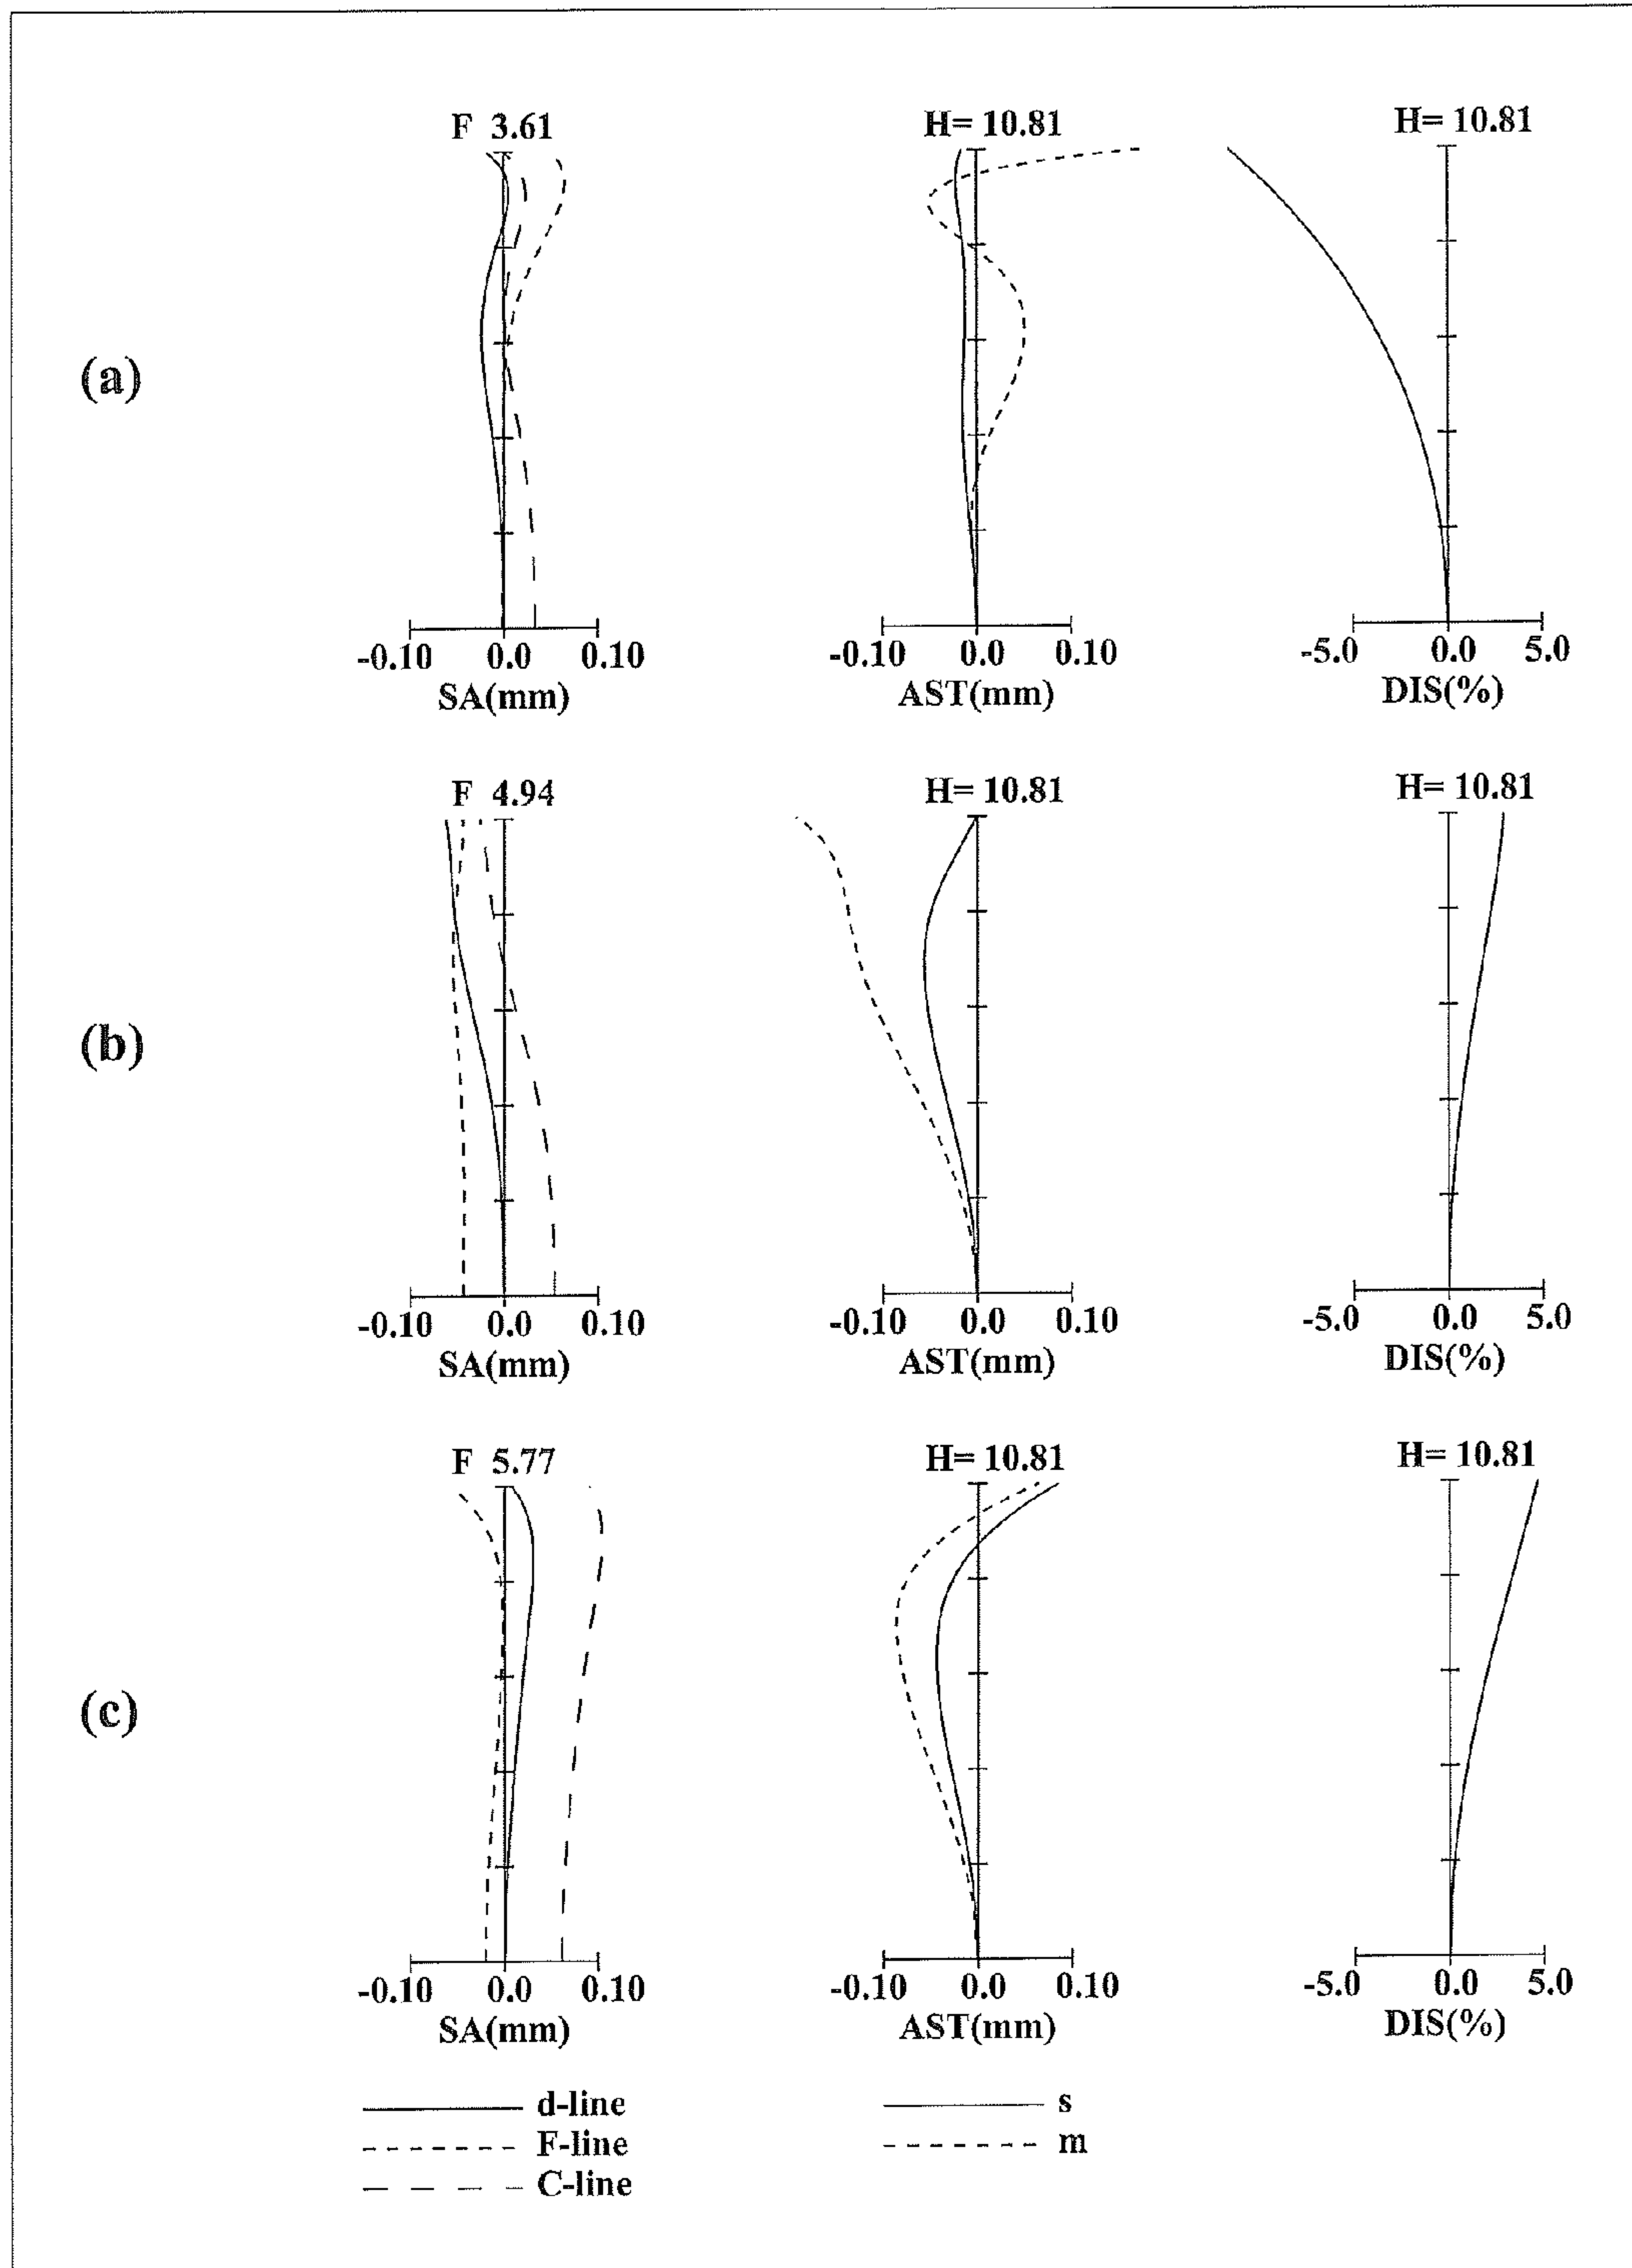 F 3.61
H= 10.81
H= 10.81
(a)
-0.10 0.0 0.10
SA(mm)
-0.10 0.0 0.10
AST(mm)
-5.0 0.0 5.0
DIS(%)
F 4.94
H= 10.81
H= 10.81
(b)
-0.10 0.0 0.10
SA(mm)
-0.10 0.0 0.10
AST(mm)
-5.0 0.0 5.0
DIS(%)
F 5.77
H= 10.81
H= 10.81
(c)
-0.10 0.0 0.10
SA(mm)
-0.10 0.0 0.10
AST(mm)
-5.0 0.0 5.0
DIS(%)
d-line
F-line
C-line
s
m